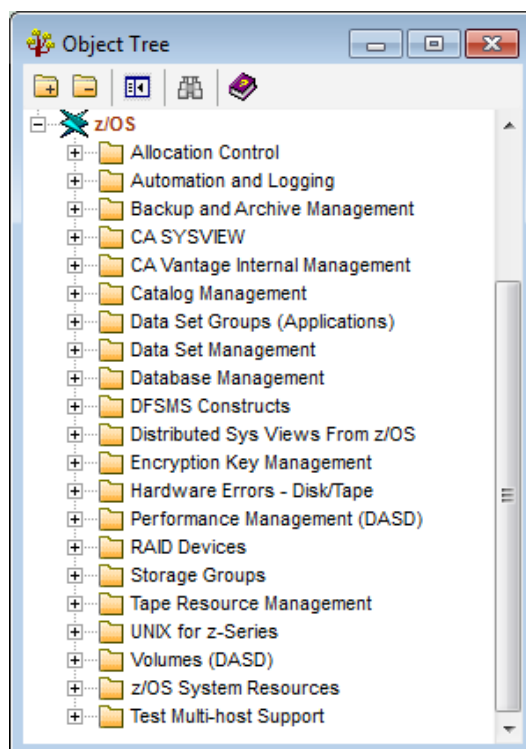 Object Tree
z/OS
Allocation Control
Automation and Logging
Backup and Archive Management
CA SYSVIEW
CA Vantage Internal Management
Catalog Management
Data Set Groups (Applications)
Data Set Management
Database Management
DFSMS Constructs
Distributed Sys Views From z/OS
Encryption Key Management
Hardware Errors - Disk/Tape
Performance Management (DASD)
RAID Devices
Storage Groups
Tape Resource Management
UNIX for z-Series
Volumes (DASD)
z/OS System Resources
Test Multi-host Support